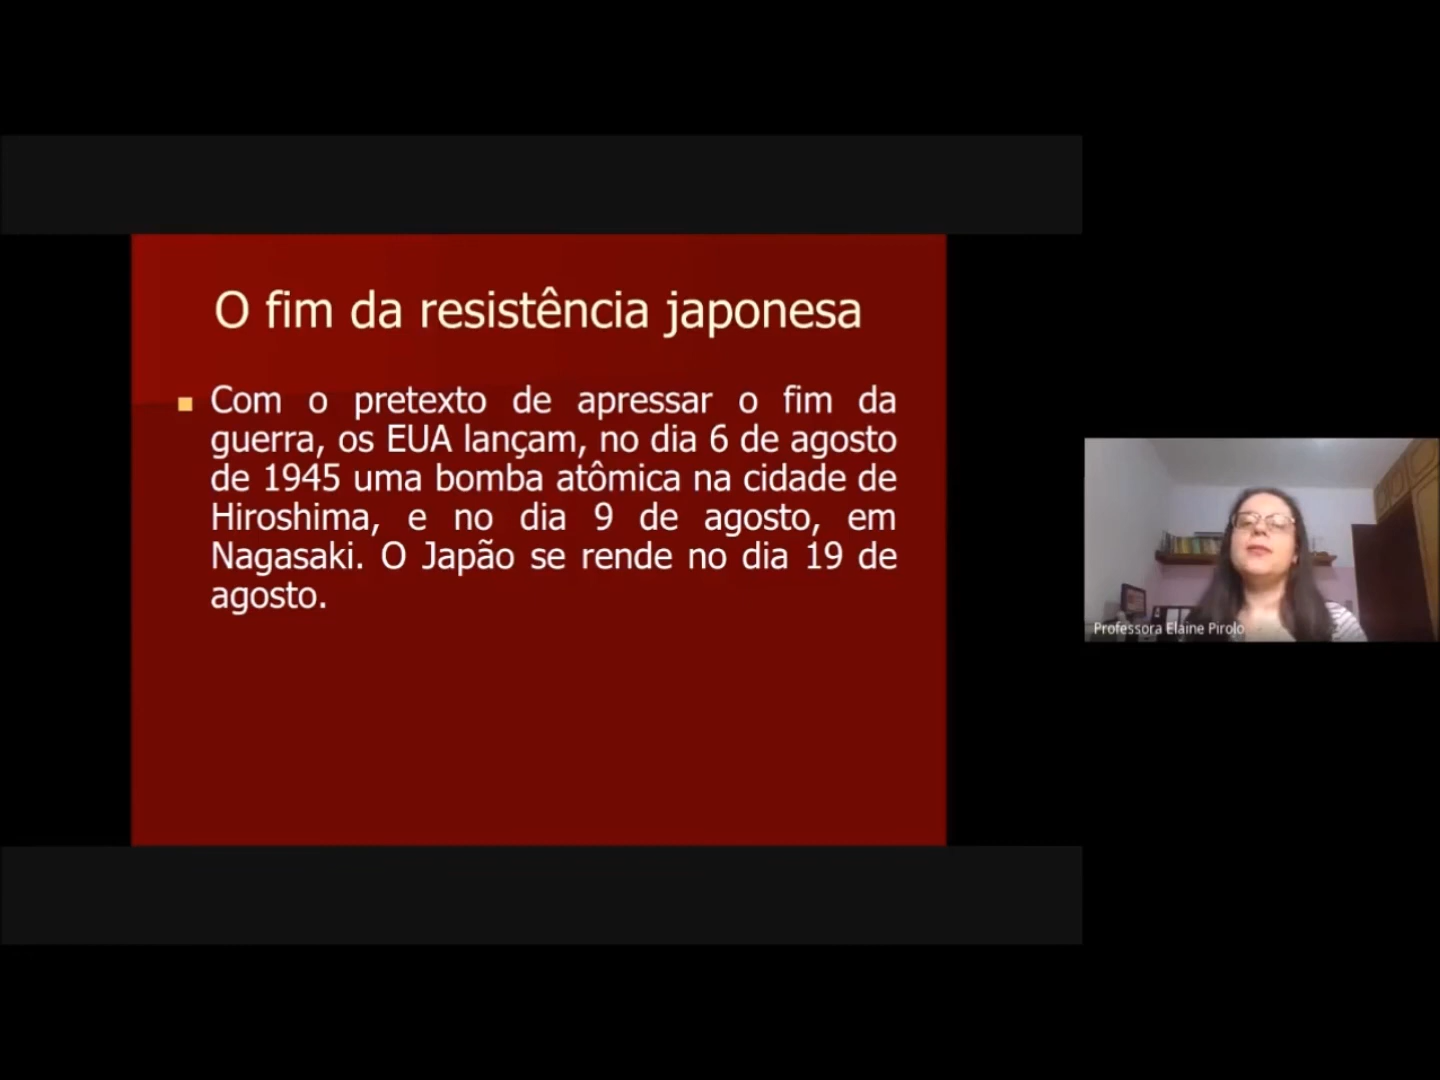 O fim da resistência japonesa
Com o pretexto de apressar o fim da
guerra, os EUA lançam, no dia 6 de agosto
de 1945 uma bomba atômica na cidade de
Hiroshima, e no dia 9 de agosto, em
Nagasaki. O Japão se rende no dia 19 de
agosto.
Professora Elaine Pirolo